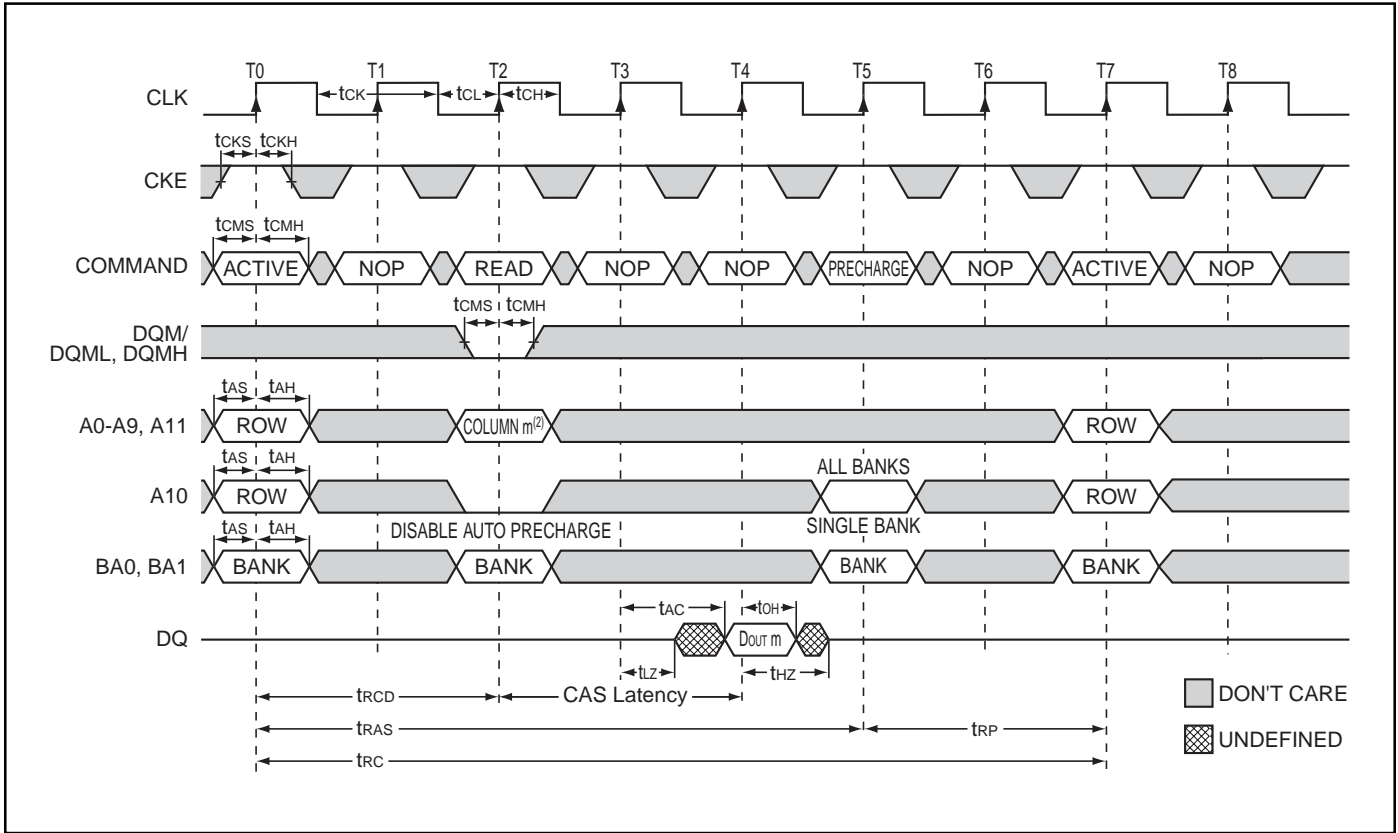 T0 T1 T2 T3 T4 T5 T6 T7 T8
CLK tCK tCL tCH
tCKS tCKH
CKE
tCMS tCMH
COMMAND ACTIVE NOP READ NOP NOP PRECHARGE NOP ACTIVE NOP
tCMS tCMH
DQM/
DQML, DQMH
tAS tAH
A0-A9, A11 ROW COLUMN m(2) ROW
tAS tAH
ALL BANKS
A10 ROW ROW
DISABLE AUTO PRECHARGE SINGLE BANK
tAS tAH
BA0, BA1 BANK BANK BANK BANK
tAC tOH
DQ DOUT m
tLZ tHZ
tRCD CAS Latency
DON'T CARE
tRAS tRP
UNDEFINED
tRC